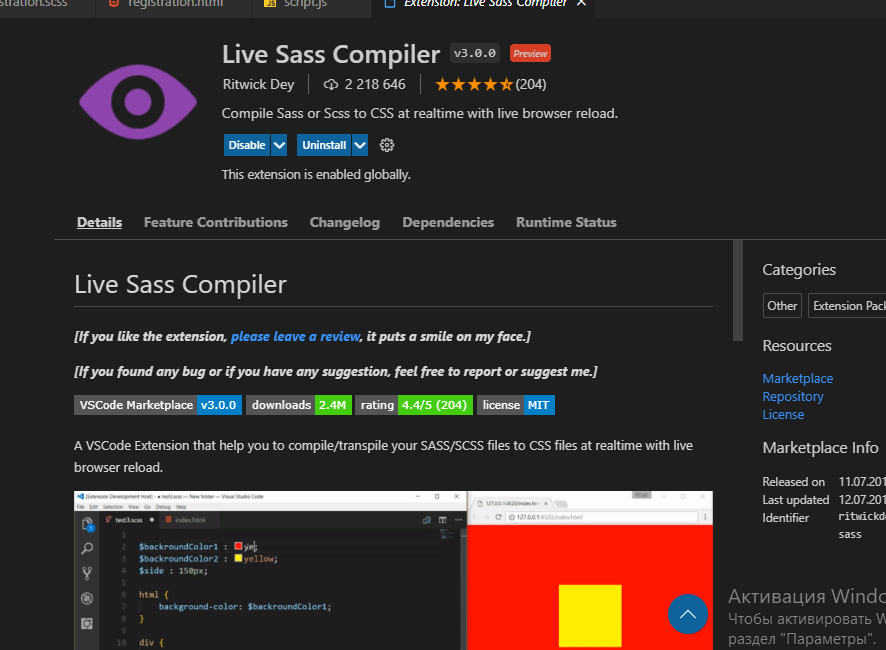 registration.html
script.js
Extension: Live Sass Compiler
Live Sass Compiler v3.0.0 Preview
Ritwick Dey 2 218 646 (204)
Compile Sass or Scss to CSS at realtime with live browser reload.
Disable Uninstall
This extension is enabled globally.
Details Feature Contributions Changelog Dependencies Runtime Status
Live Sass Compiler
[If you like the extension, please leave a review, it puts a smile on my face.]
[If you found any bug or if you have any suggestion, feel free to report or suggest me.]
VSCode Marketplace v3.0.0 downloads 2.4M rating 4.4/5 (204) license MIT
A VSCode Extension that help you to compile/transpile your SASS/SCSS files to CSS files at realtime with live
browser reload.
[Extension Development Host] - ● test3.scss — New folder — Visual Studio Code
File Edit Selection View Go Debug Help
test3.scss index.html
1
2 $backroundColor1 : ye;
3 $backroundColor2 : yellow;
4 $side : 150px;
5
6 html {
7 background-color: $backroundColor1;
8 }
9
10 div {
127.0.0.1:4520/index.htm
127.0.0.1:4520/index.html
Categories
Other Extension Pack
Resources
Marketplace
Repository
License
Marketplace Info
Released on 11.07.201
Last updated 12.07.201
Identifier ritwickd
sass
Активация Windo
Чтобы активировать W
раздел "Параметры".